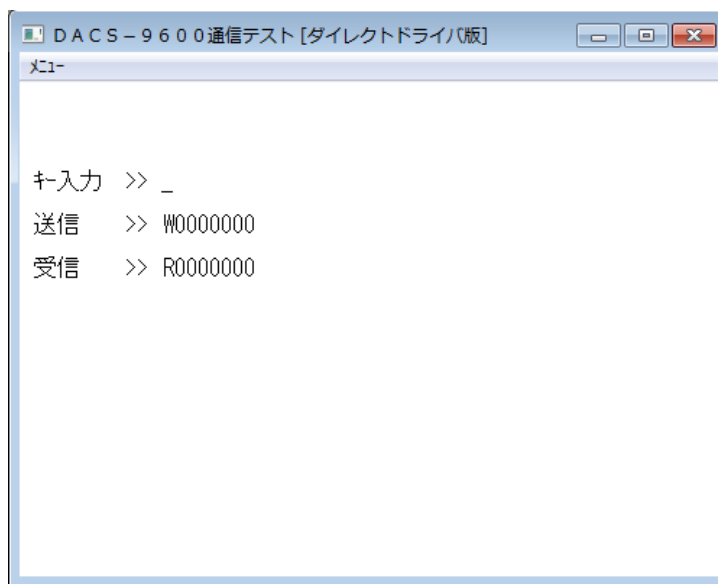 ＤＡＣＳ－９６００通信テスト [ダイレクトドライバ版]
ﾒﾆｭｰ
ｷｰ入力 >> _
送信 >> W0000000
受信 >> R0000000